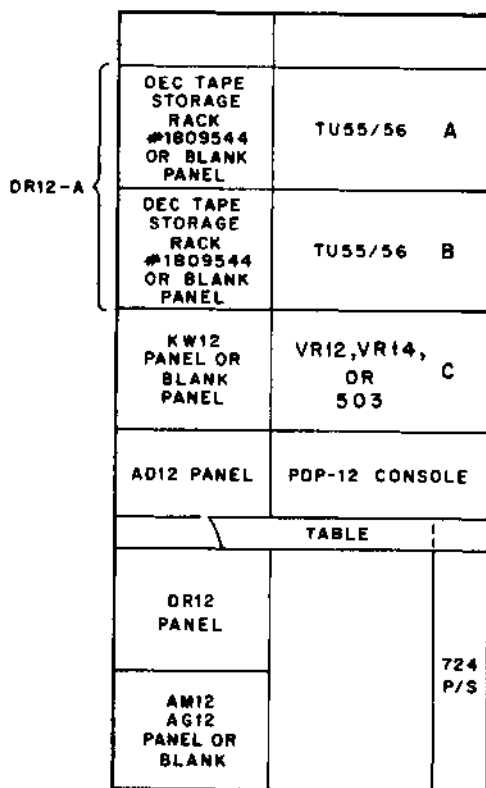 DR12-A
DEC TAPE
STORAGE
RACK
#1809544
OR BLANK
PANEL
TU55/56 A
DEC TAPE
STORAGE
RACK
#1809544
OR BLANK
PANEL
TU55/56 B
KW12
PANEL OR
BLANK
PANEL
VR12, VR14,
OR
503
C
AD12 PANEL
PDP-12 CONSOLE
TABLE
DR12
PANEL
724
P/S
AM12
AG12
PANEL OR
BLANK